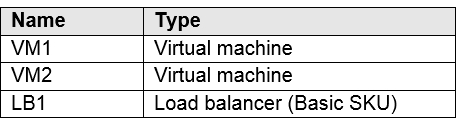 Name Type
VM1 Virtual machine
VM2 Virtual machine
LB1 Load balancer (Basic SKU)